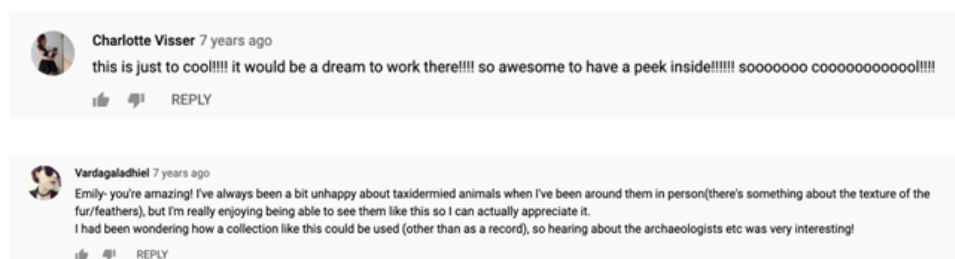 Charlotte Visser 7 years ago
this is just to cool!!!! it would be a dream to work there!!!! so awesome to have a peek inside!!!!!! sooooooo cooooooooooool!!!!
REPLY
Vardagaladhiel 7 years ago
Emily- you're amazing! I've always been a bit unhappy about taxidermied animals when I've been around them in person(there's something about the texture of the
fur/feathers), but I'm really enjoying being able to see them like this so I can actually appreciate it.
I had been wondering how a collection like this could be used (other than as a record), so hearing about the archaeologists etc was very interesting!
REPLY